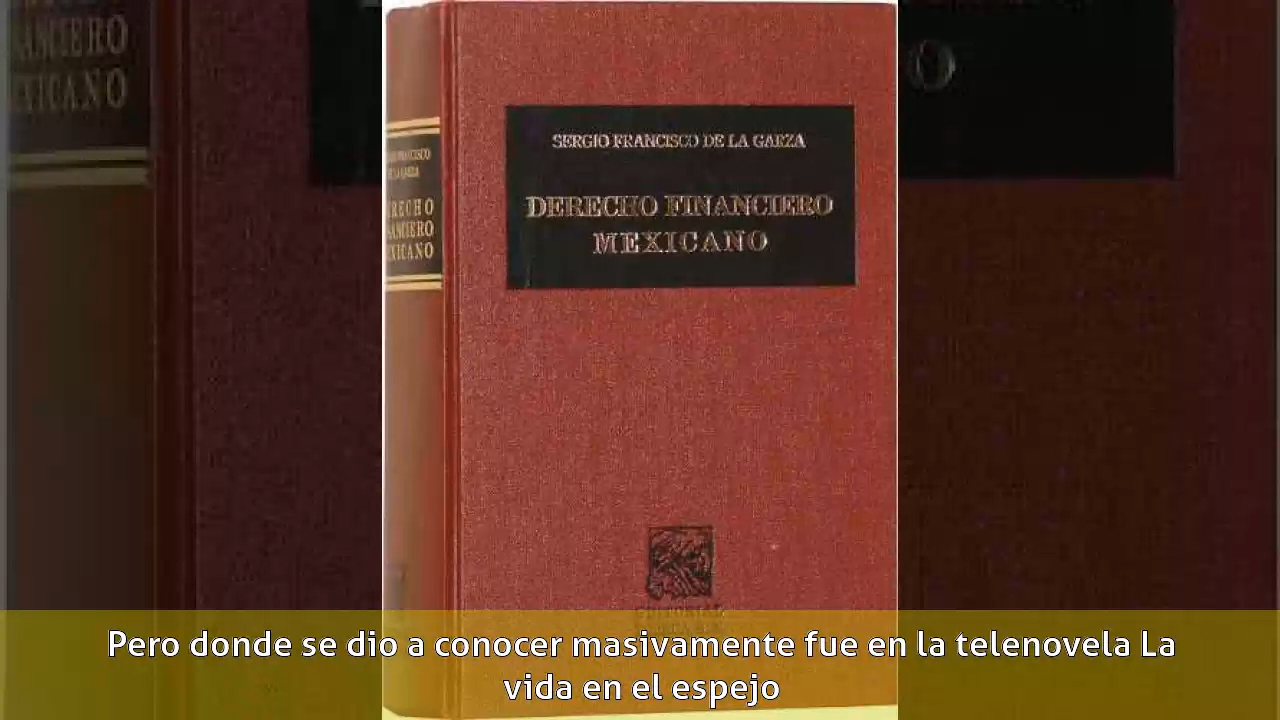 SERGIO FRANCISCO DE LA GARZA
DERECHO FINANCIERO
MEXICANO
EDITORIAL
Pero donde se dio a conocer masivamente fue en la telenovela La
vida en el espejo